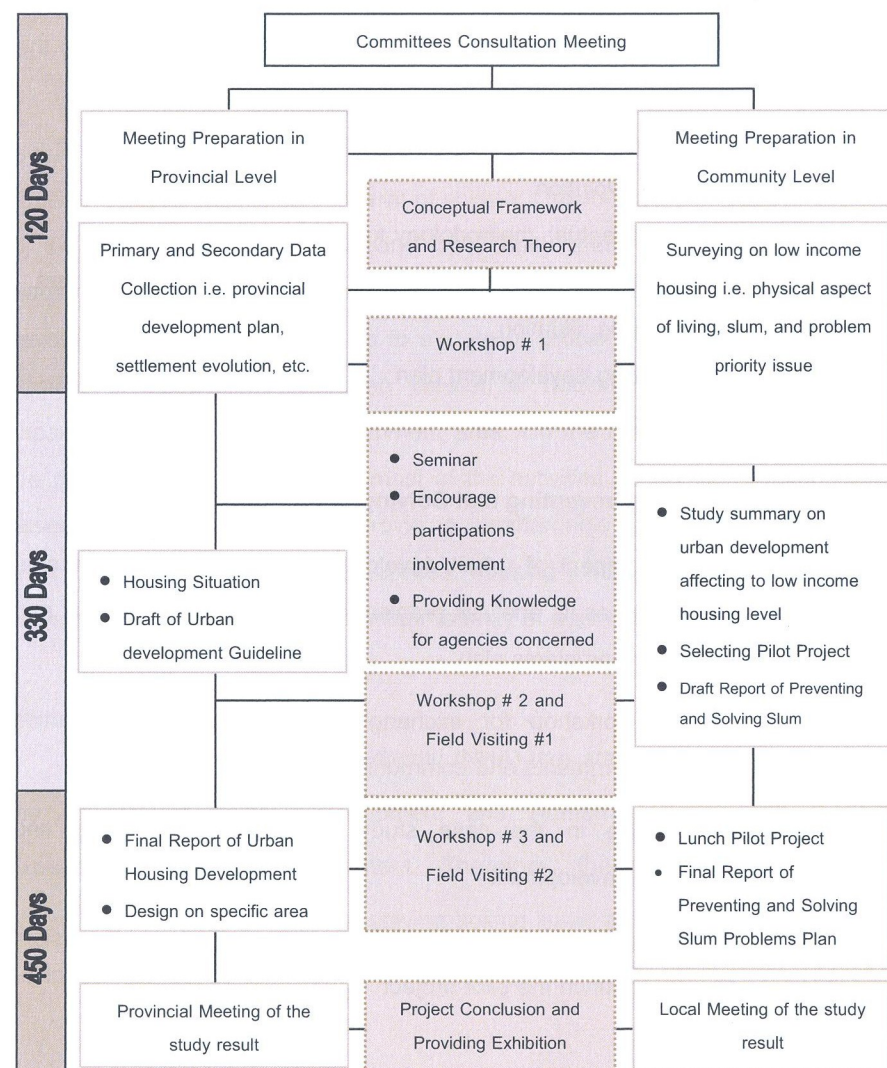 Committees Consultation Meeting
120 Days
Meeting Preparation in
Provincial Level
Meeting Preparation in
Community Level
Conceptual Framework
and Research Theory
Primary and Secondary Data
Collection i.e. provincial
development plan,
settlement evolution, etc.
Surveying on low income
housing i.e. physical aspect
of living, slum, and problem
priority issue
Workshop # 1
330 Days
● Seminar
● Encourage
participations
involvement
● Providing Knowledge
for agencies concerned
● Housing Situation
● Draft of Urban
development Guideline
● Study summary on
urban development
affecting to low income
housing level
● Selecting Pilot Project
● Draft Report of Preventing
and Solving Slum
Workshop # 2 and
Field Visiting #1
450 Days
● Final Report of Urban
Housing Development
● Design on specific area
Workshop # 3 and
Field Visiting #2
● Lunch Pilot Project
● Final Report of
Preventing and Solving
Slum Problems Plan
Provincial Meeting of the
study result
Project Conclusion and
Providing Exhibition
Local Meeting of the study
result